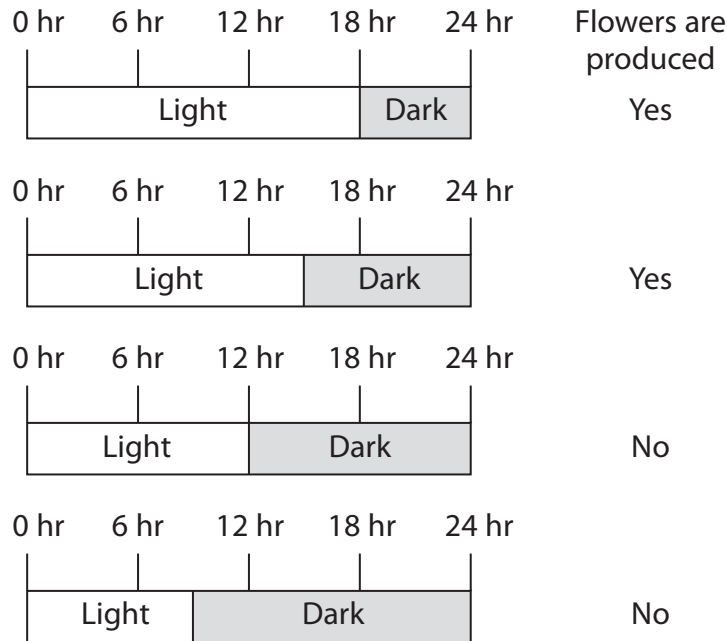 0 hr 6 hr 12 hr 18 hr 24 hr Flowers are
produced
Light Dark Yes
0 hr 6 hr 12 hr 18 hr 24 hr
Light Dark Yes
0 hr 6 hr 12 hr 18 hr 24 hr
Light Dark No
0 hr 6 hr 12 hr 18 hr 24 hr
Light Dark No